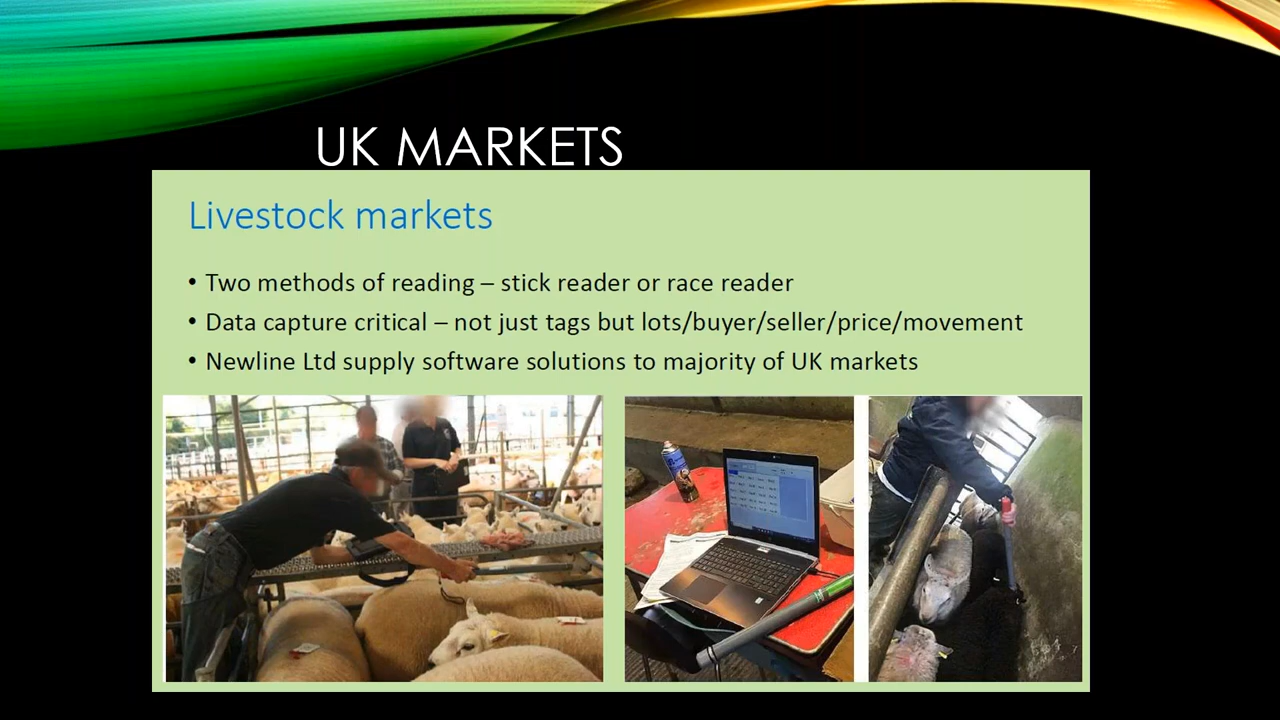 UK MARKETS
Livestock markets
• Two methods of reading – stick reader or race reader
• Data capture critical – not just tags but lots/buyer/seller/price/movement
• Newline Ltd supply software solutions to majority of UK markets